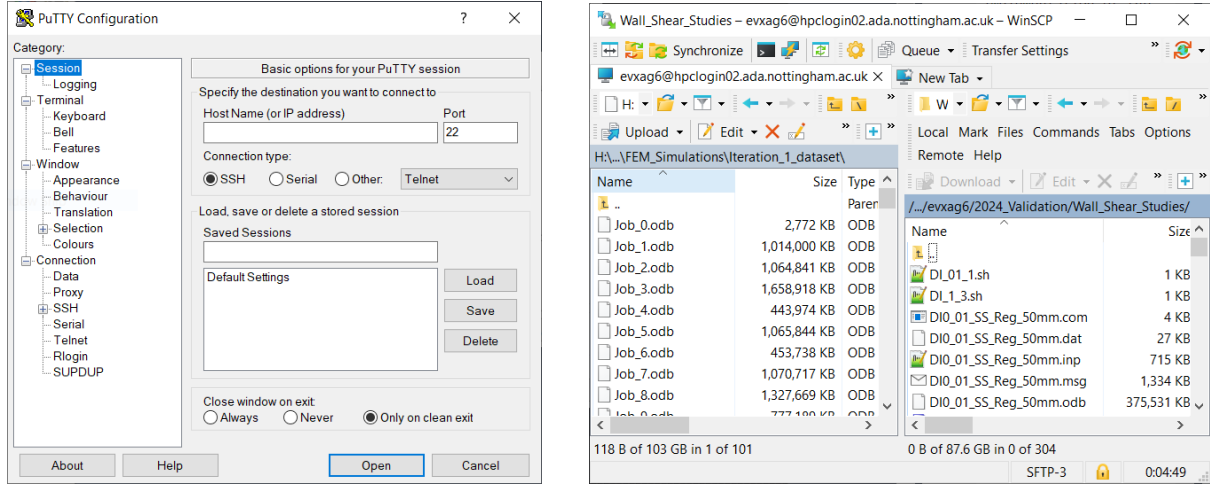 PuTTY Configuration
? ×
Category:
Session
Logging
Terminal
Keyboard
Bell
Features
Window
Appearance
Behaviour
Translation
Selection
Colours
Connection
Data
Proxy
SSH
Serial
Telnet
Rlogin
SUPDUP
Basic options for your PuTTY session
Specify the destination you want to connect to
Host Name (or IP address) Port
22
Connection type:
SSH Serial Other: Telnet
Load, save or delete a stored session
Saved Sessions
Default Settings
Load
Save
Delete
Close window on exit:
Always Never Only on clean exit
About Help Open Cancel
Wall_Shear_Studies – evxag6@hpclogin02.ada.nottingham.ac.uk – WinSCP
Synchronize Queue Transfer Settings
evxag6@hpclogin02.ada.nottingham.ac.uk × New Tab
H:
Upload Edit
H:\...\FEM_Simulations\Iteration_1_dataset\
Name Size Type
.. Paren
Job_0.odb 2,772 KB ODB
Job_1.odb 1,014,000 KB ODB
Job_2.odb 1,064,841 KB ODB
Job_3.odb 1,658,918 KB ODB
Job_4.odb 443,974 KB ODB
Job_5.odb 1,065,844 KB ODB
Job_6.odb 453,738 KB ODB
Job_7.odb 1,070,717 KB ODB
Job_8.odb 1,327,669 KB ODB
118 B of 103 GB in 1 of 101
W
Local Mark Files Commands Tabs Options
Remote Help
Download Edit
/.../evxag6/2024_Validation/Wall_Shear_Studies/
Name Size
..
DI_01_1.sh 1 KB
DI_1_3.sh 1 KB
DI0_01_SS_Reg_50mm.com 4 KB
DI0_01_SS_Reg_50mm.dat 27 KB
DI0_01_SS_Reg_50mm.inp 715 KB
DI0_01_SS_Reg_50mm.msg 1,334 KB
DI0_01_SS_Reg_50mm.odb 375,531 KB
0 B of 87.6 GB in 0 of 304
SFTP-3 0:04:49